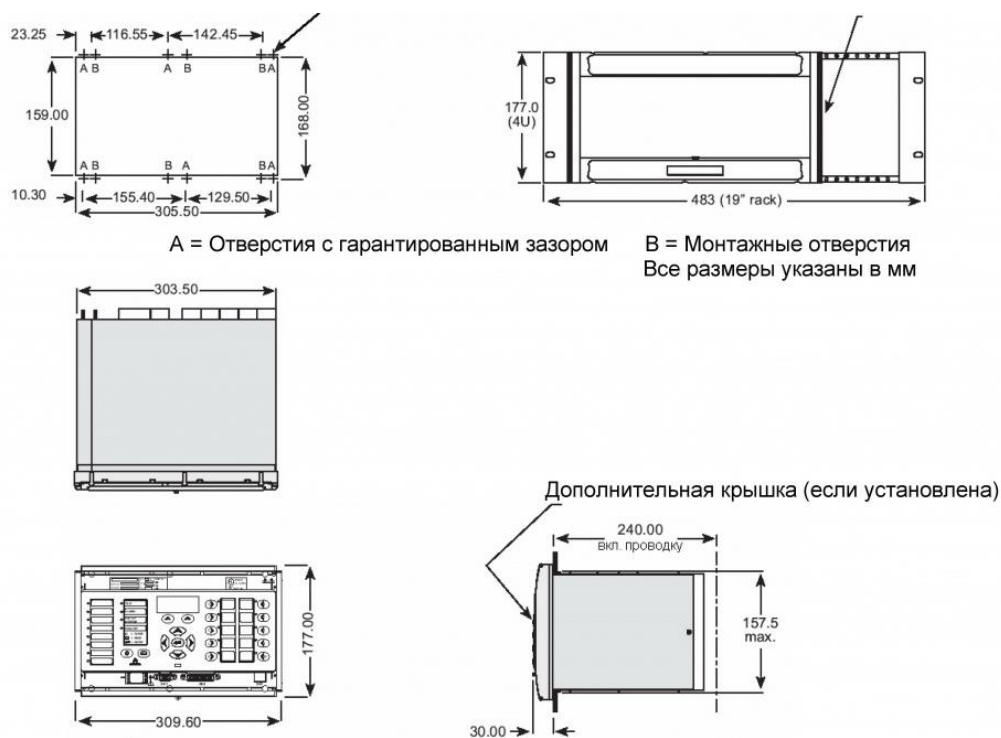 23.25
116.55
142.45
A B A B B A
159.00
168.00
A B B A B A
10.30
155.40
129.50
305.50
177.0
(4U)
483 (19" rack)
A = Отверстия с гарантированным зазором
B = Монтажные отверстия
Все размеры указаны в мм
303.50
Дополнительная крышка (если установлена)
240.00
вкл. проводку
157.5
max.
30.00
177.00
309.60